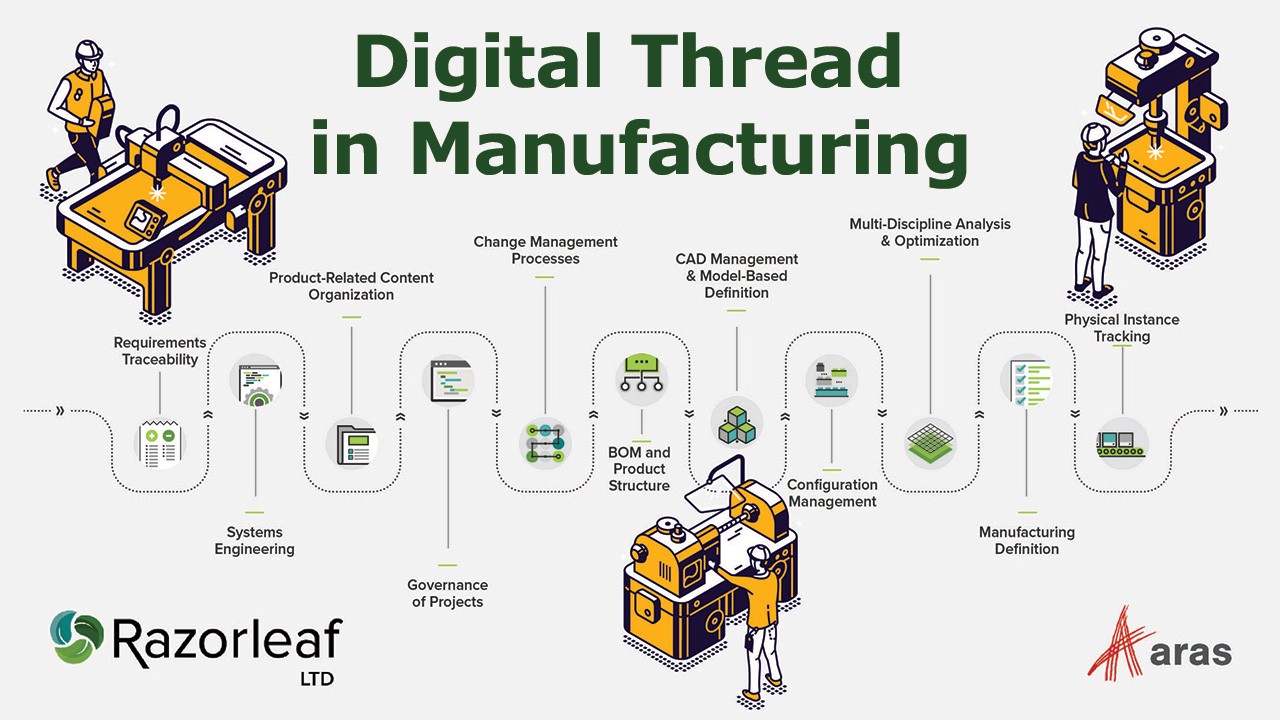 Digital Thread
in Manufacturing
Requirements
Traceability
Systems
Engineering
Product-Related Content
Organization
Governance
of Projects
Change Management
Processes
BOM and
Product
Structure
CAD Management
& Model-Based
Definition
Configuration
Management
Multi-Discipline Analysis
& Optimization
Manufacturing
Definition
Physical Instance
Tracking
Razorleaf
LTD
aras